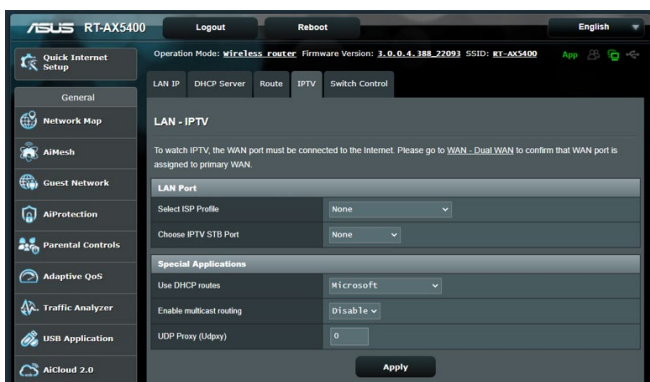 ASUS RT-AX5400 Logout Reboot English
Quick Internet Setup
Operation Mode: Wireless router Firmware Version: 3.0.0.4.388_22093 SSID: RT-AX5400 App
LAN IP DHCP Server Route IPTV Switch Control
General
Network Map
AiMesh
Guest Network
AiProtection
Parental Controls
Adaptive QoS
Traffic Analyzer
USB Application
AiCloud 2.0
LAN - IPTV
To watch IPTV, the WAN port must be connected to the Internet. Please go to WAN - Dual WAN to confirm that WAN port is
assigned to primary WAN.
LAN Port
Select ISP Profile None
Choose IPTV STB Port None
Special Applications
Use DHCP routes Microsoft
Enable multicast routing Disable
UDP Proxy (Udpxy) 0
Apply